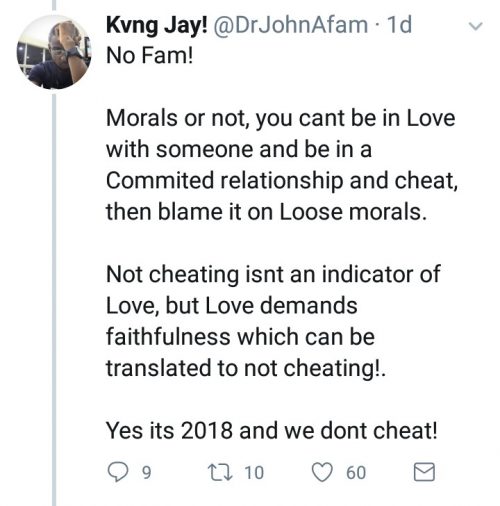 Kvng Jay! @DrJohnAfam · 1d
No Fam!
Morals or not, you cant be in Love
with someone and be in a
Commited relationship and cheat,
then blame it on Loose morals.
Not cheating isnt an indicator of
Love, but Love demands
faithfulness which can be
translated to not cheating!.
Yes its 2018 and we dont cheat!
9 10 60